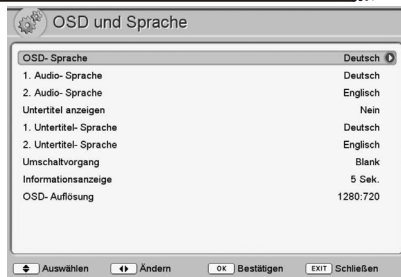 OSD und Sprache
OSD- Sprache Deutsch
1. Audio- Sprache Deutsch
2. Audio- Sprache Englisch
Untertitel anzeigen Nein
1. Untertitel- Sprache Deutsch
2. Untertitel- Sprache Englisch
Umschaltvorgang Blank
Informationsanzeige 5 Sek.
OSD- Auflösung 1280:720
Auswählen Ändern OK Bestätigen EXIT Schließen